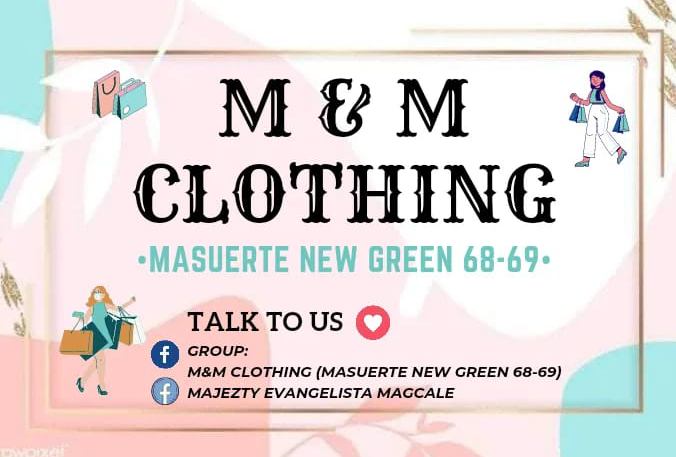 M & M
CLOTHING
•MASUERTE NEW GREEN 68-69•
TALK TO US
GROUP:
M&M CLOTHING (MASUERTE NEW GREEN 68-69)
MAJEZTY EVANGELISTA MAGCALE